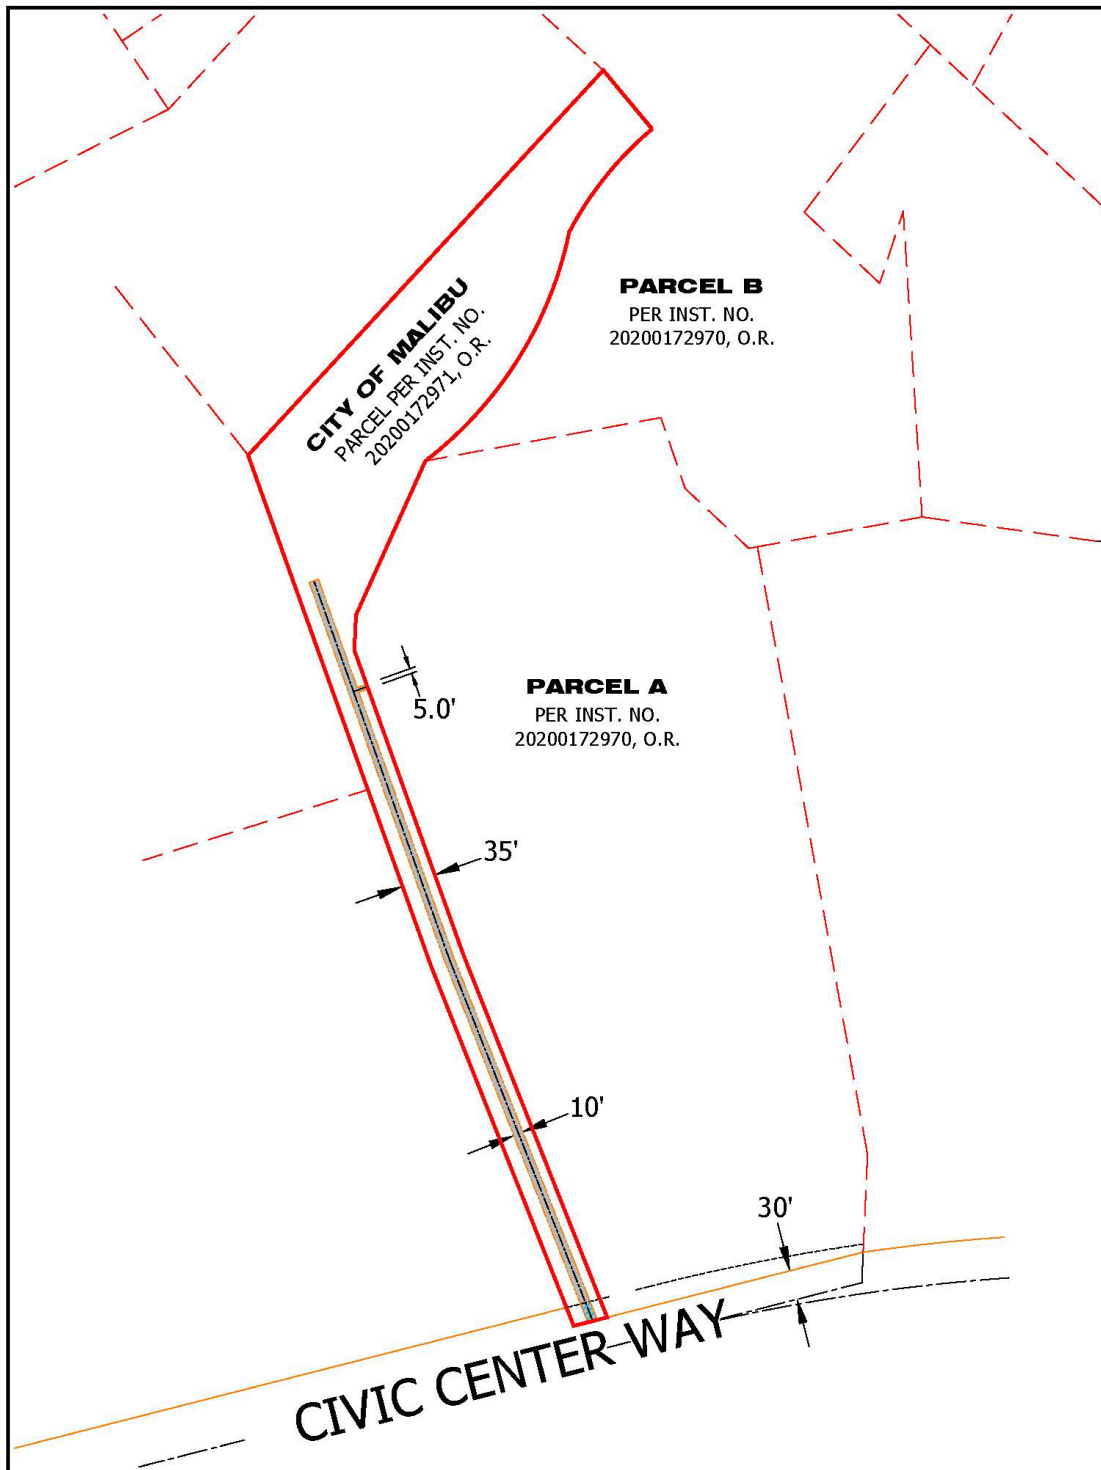 PARCEL B
PER INST. NO.
20200172970, O.R.
CITY OF MALIBU
PARCEL PER INST. NO.
20200172971, O.R.
PARCEL A
PER INST. NO.
20200172970, O.R.
5.0'
35'
10'
30'
CIVIC CENTER WAY